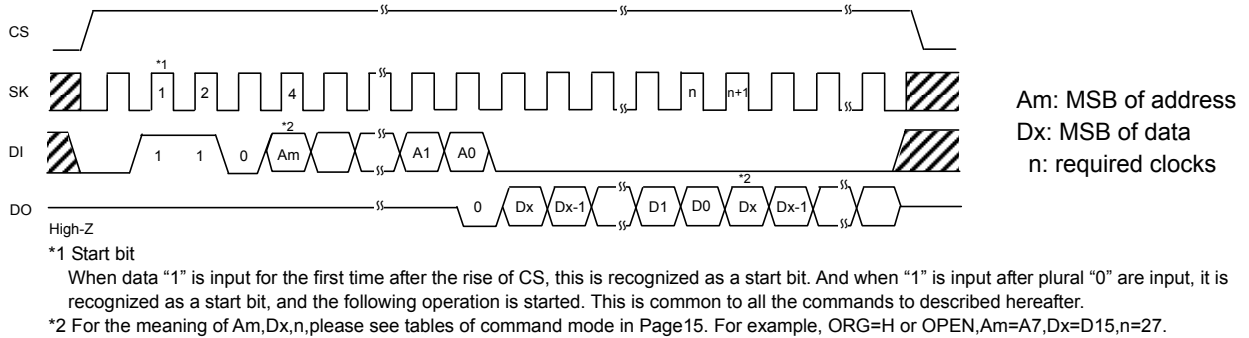 CS
*1
SK 1 2 4 n n+1
Am: MSB of address
Dx: MSB of data
n: required clocks
*2
DI 1 1 0 Am A1 A0
*2
DO 0 Dx Dx-1 D1 D0 Dx Dx-1
High-Z
*1 Start bit
When data “1” is input for the first time after the rise of CS, this is recognized as a start bit. And when “1” is input after plural “0” are input, it is
recognized as a start bit, and the following operation is started. This is common to all the commands to described hereafter.
*2 For the meaning of Am,Dx,n,please see tables of command mode in Page15. For example, ORG=H or OPEN,Am=A7,Dx=D15,n=27.